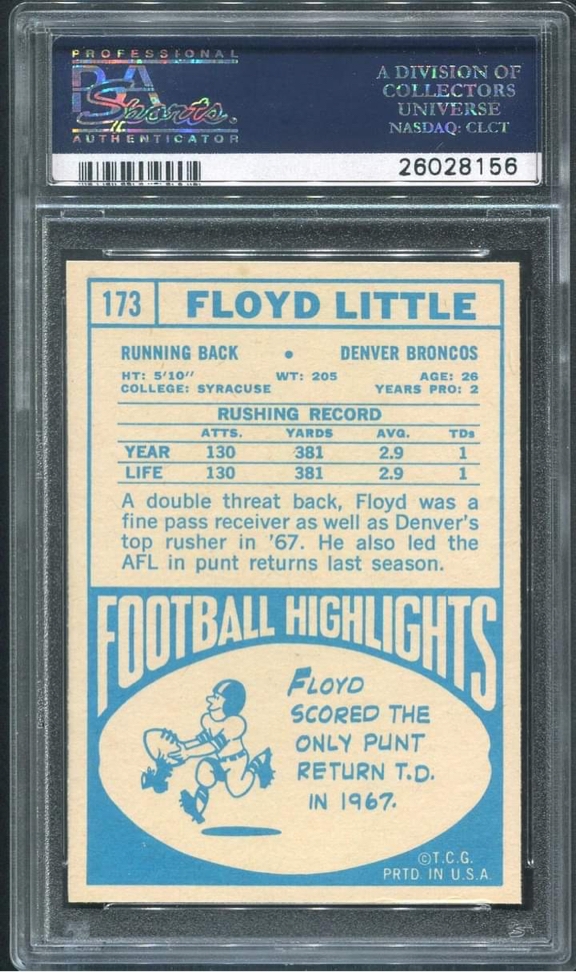 PROFESSIONAL
PSA
Sports
AUTHENTICATOR
A DIVISION OF
COLLECTORS
UNIVERSE
NASDAQ: CLCT
26028156
173 FLOYD LITTLE
RUNNING BACK • DENVER BRONCOS
HT: 5'10" WT: 205 AGE: 26
COLLEGE: SYRACUSE YEARS PRO: 2
RUSHING RECORD
ATTS. YARDS AVG. TDs
YEAR 130 381 2.9 1
LIFE 130 381 2.9 1
A double threat back, Floyd was a
fine pass receiver as well as Denver's
top rusher in '67. He also led the
AFL in punt returns last season.
FOOTBALL HIGHLIGHTS
FLOYD
SCORED THE
ONLY PUNT
RETURN T.D.
IN 1967.
©T.C.G.
PRTD. IN U.S.A.